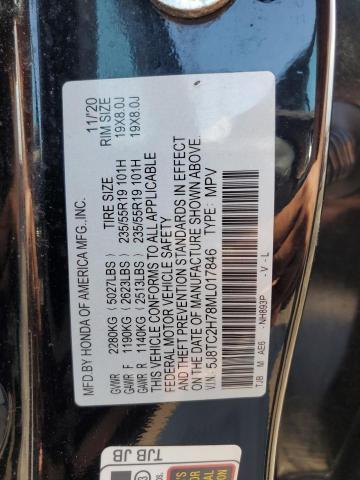 MFD.BY HONDA OF AMERICA MFG.,INC. 11/20
TIRE SIZE RIM SIZE
GVWR 2280KG ( 5027LBS)
GAWR F 1190KG ( 2623LBS) 235/55R19 101H 19X8.0J
GAWR R 1140KG ( 2513LBS) 235/55R19 101H 19X8.0J
THIS VEHICLE CONFORMS TO ALL APPLICABLE
FEDERAL MOTOR VEHICLE SAFETY
AND THEFT PREVENTION STANDARDS IN EFFECT
ON THE DATE OF MANUFACTURE SHOWN ABOVE.
V.I.N: 5J8TC2H78ML017846 TYPE: MPV
TJB M AE6 NH893P - V - L
TJB JB